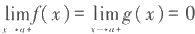 lim f(x) = lim g(x) = 0
x→a+ x→a+